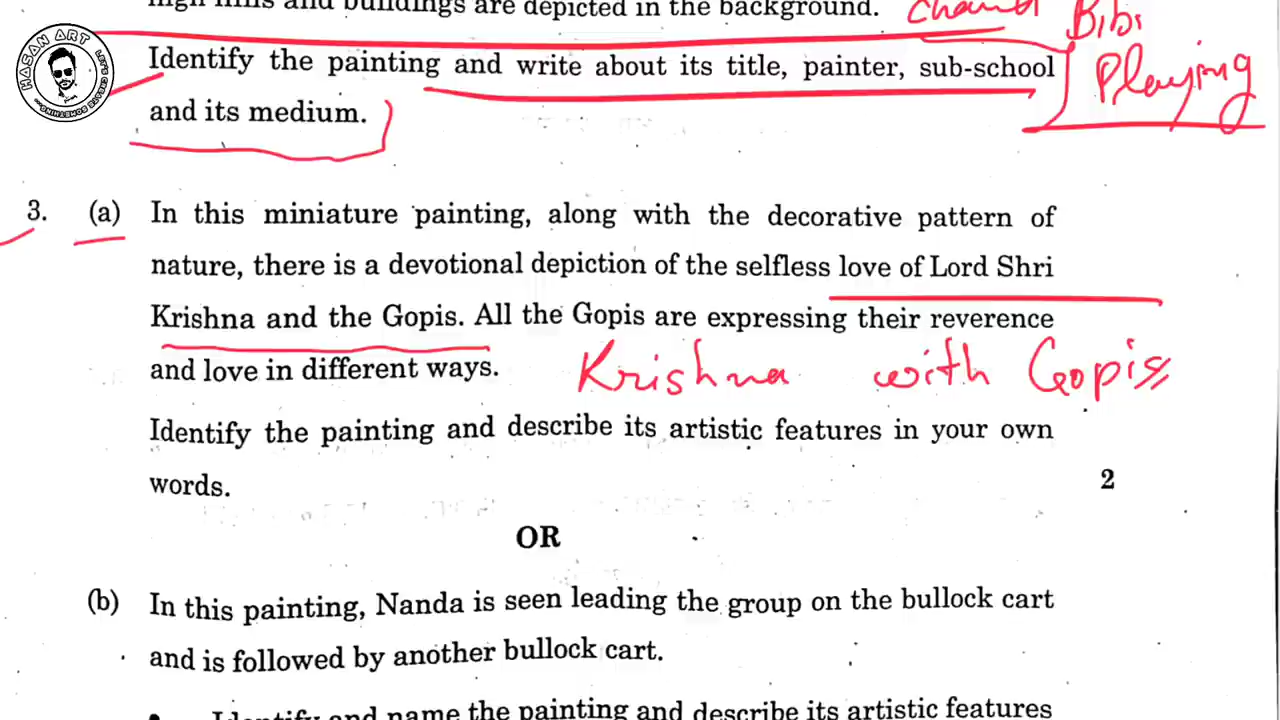 high hills and buildings are depicted in the background.
Bibi
Identify the painting and write about its title, painter, sub-school
Playing
and its medium.
HASAN ART
3. (a) In this miniature painting, along with the decorative pattern of
nature, there is a devotional depiction of the selfless love of Lord Shri
Krishna and the Gopis. All the Gopis are expressing their reverence
and love in different ways.
Krishna with Gopis
Identify the painting and describe its artistic features in your own
words. 2
OR
(b) In this painting, Nanda is seen leading the group on the bullock cart
and is followed by another bullock cart.
• Identify and name the painting and describe its artistic features